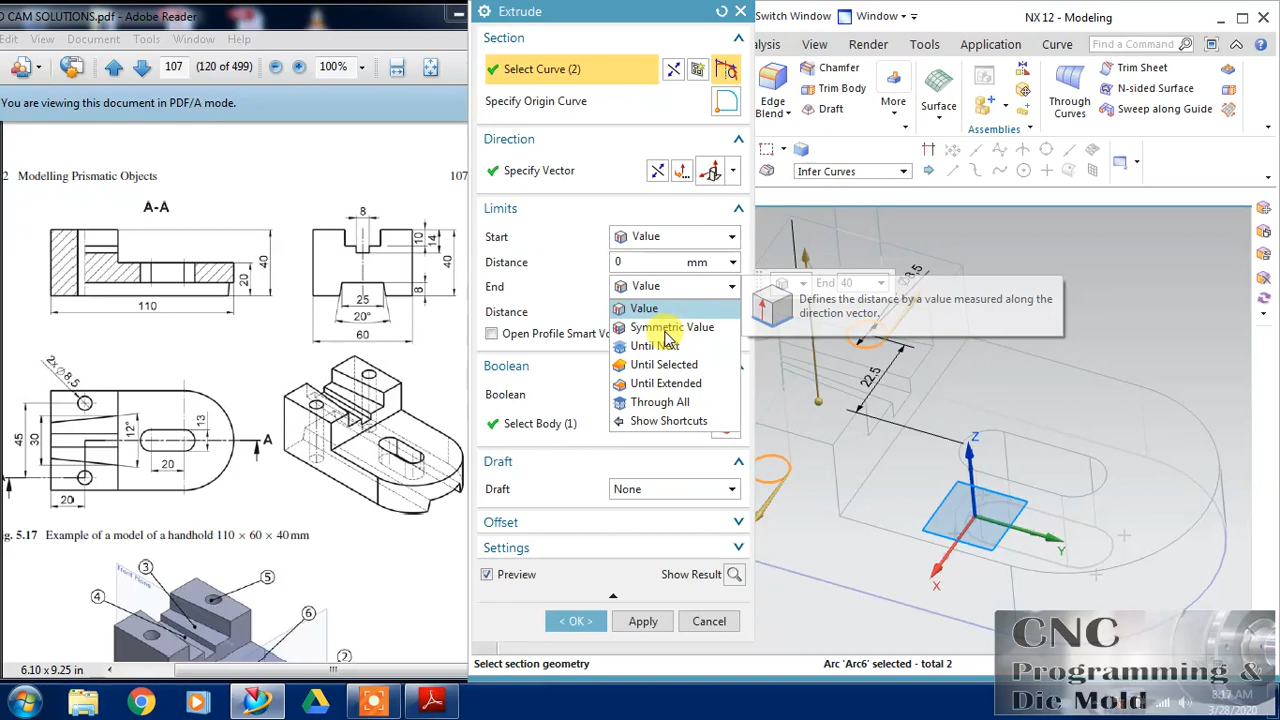 D CAM SOLUTIONS.pdf - Adobe Reader
Edit View Document Tools Window Help
107 (120 of 499) 100%
You are viewing this document in PDF/A mode.
2 Modelling Prismatic Objects 107
A-A
40
20
110
8
10
14
40
8
25
20°
60
2×Ø8,5
45
30
12°
13
20
20
A
ig. 5.17 Example of a model of a handhold 110 × 60 × 40 mm
3
5
4
6
2
6.10 x 9.25 in
Extrude
Section
Select Curve (2)
Specify Origin Curve
Direction
Specify Vector
Limits
Start Value
Distance 0 mm
End Value
Distance
Open Profile Smart Vo
Value
Symmetric Value
Until Next
Until Selected
Until Extended
Through All
Show Shortcuts
Boolean
Boolean
Select Body (1)
Draft
Draft None
Offset
Settings
Preview Show Result
< OK > Apply Cancel
Select section geometry Arc 'Arc6' selected - total 2
Switch Window Window NX 12 - Modeling
alysis View Render Tools Application Curve Find a Command
Edge Blend
Chamfer
Trim Body
Draft
More
Surface
Assemblies
Through Curves
Trim Sheet
N-sided Surface
Sweep along Guide
Infer Curves
End 40
Defines the distance by a value measured along the
direction vector.
22,5
Z
Y
X
CNC
Programming &
Die Mold
8:17 AM
3/28/2020